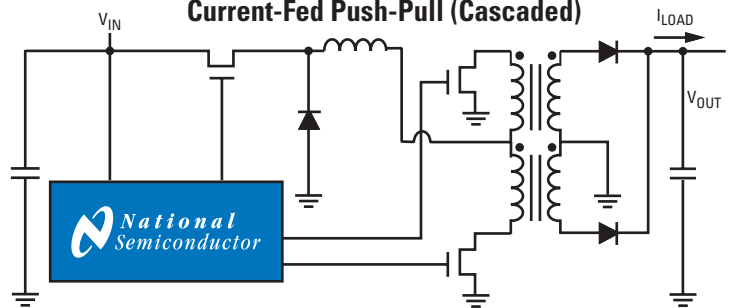 Current-Fed Push-Pull (Cascaded)
VIN
ILOAD
VOUT
National
Semiconductor